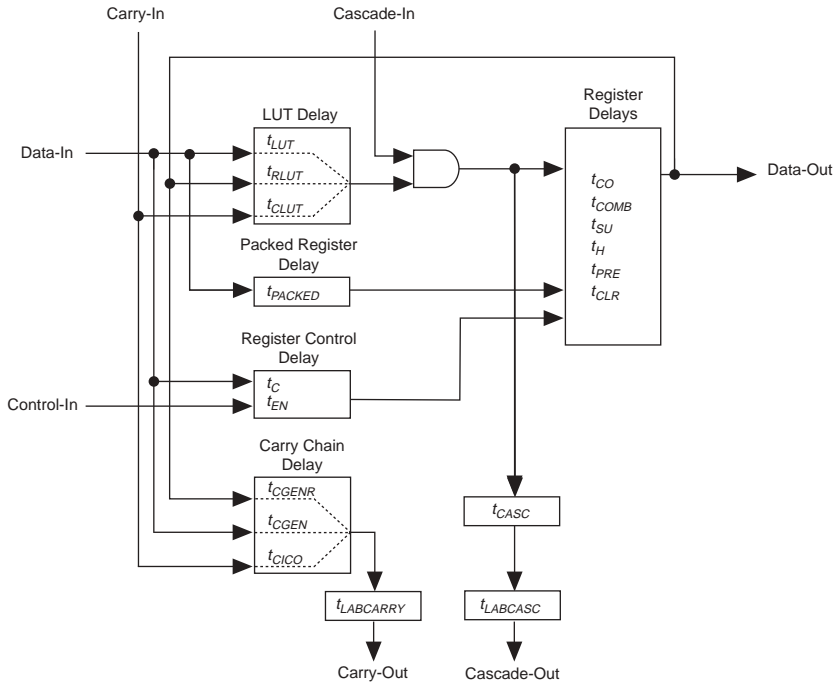 Carry-In
Cascade-In
LUT Delay
Register
Delays
Data-In
tLUT
tRLUT
tCLUT
Data-Out
tCO
tCOMB
tSU
tH
tPRE
tCLR
Packed Register
Delay
tPACKED
Register Control
Delay
tC
tEN
Control-In
Carry Chain
Delay
tCGENR
tCGEN
tCICO
tCASC
tLABCARRY
tLABCASC
Carry-Out
Cascade-Out